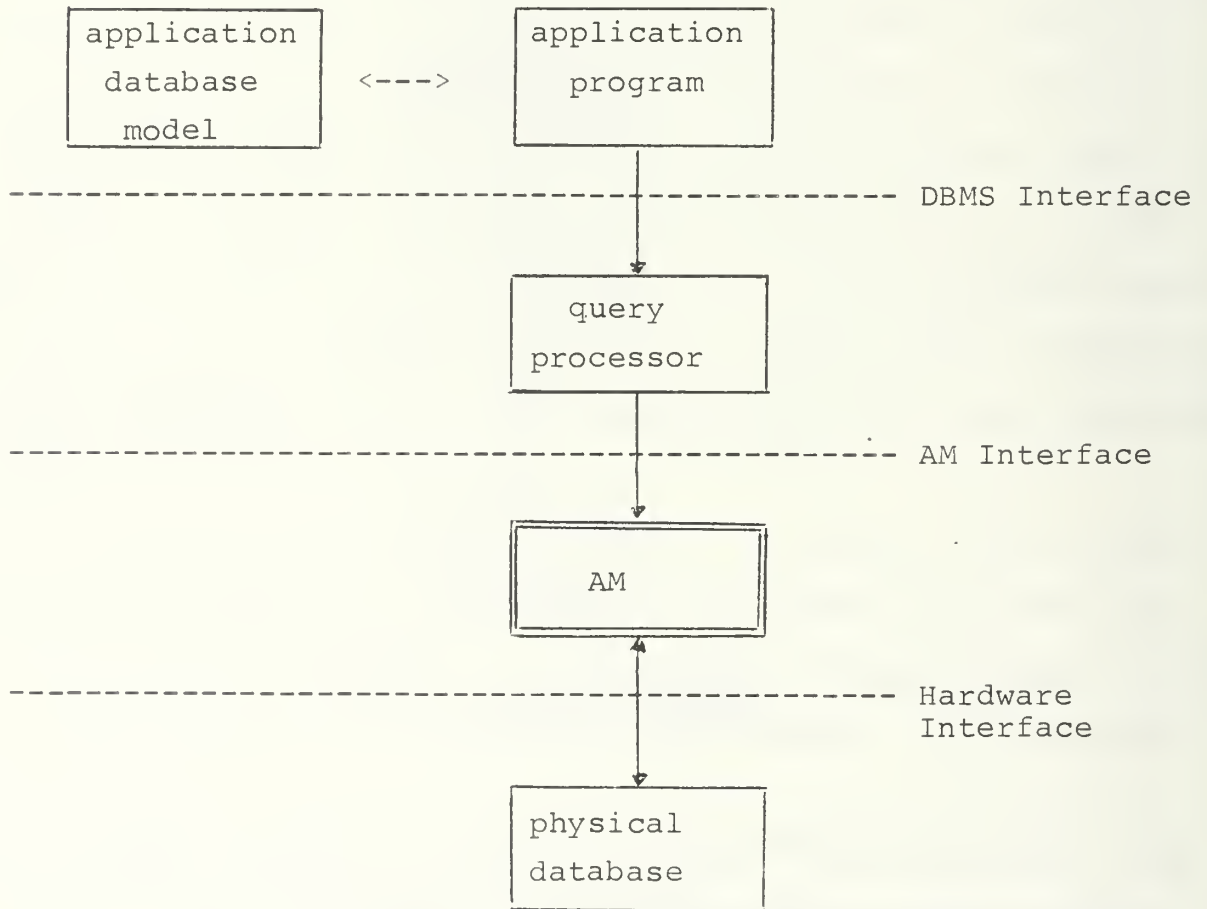 application
database
model
<--->
application
program
DBMS Interface
query
processor
AM Interface
AM
Hardware
Interface
physical
database